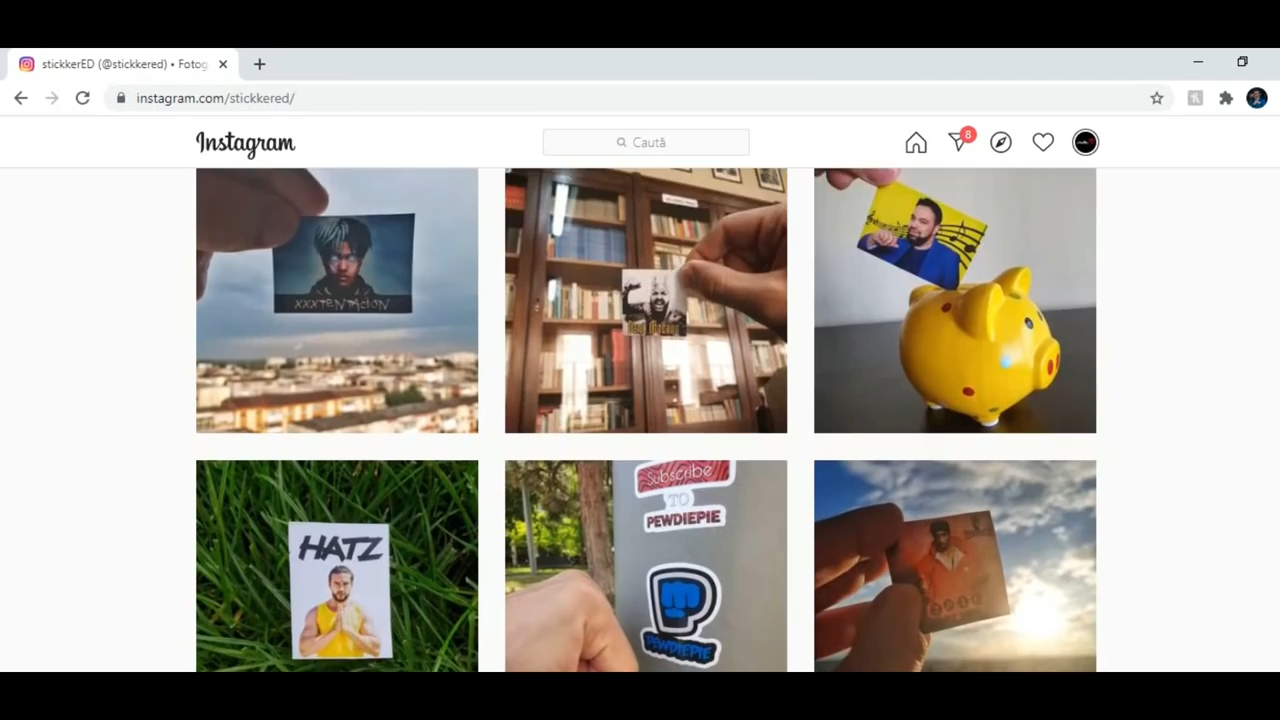 stickkerED (@stickkered) • Fotog
instagram.com/stickkered/
Instagram
Caută
8
XXXTENTACION
HATZ
Subscribe
TO
PEWDIEPIE
PEWDIEPIE